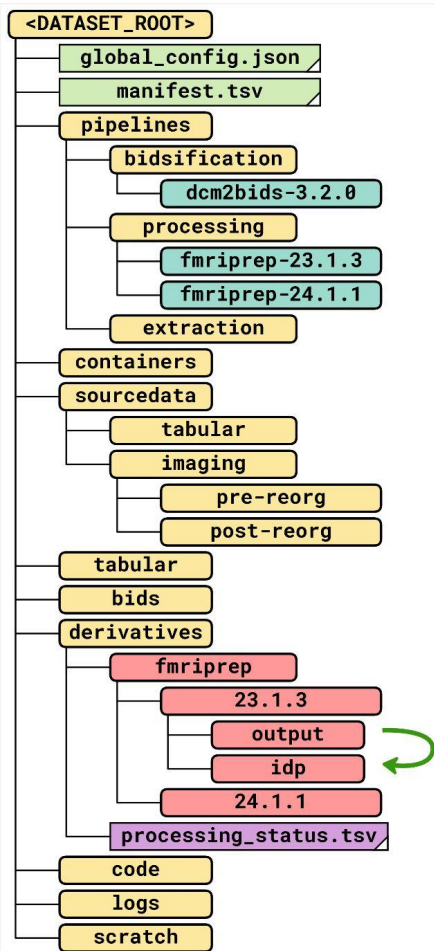 <DATASET_ROOT>
global_config.json
manifest.tsv
pipelines
bidsification
dcm2bids-3.2.0
processing
fmriprep-23.1.3
fmriprep-24.1.1
extraction
containers
sourcedata
tabular
imaging
pre-reorg
post-reorg
tabular
bids
derivatives
fmriprep
23.1.3
output
idp
24.1.1
processing_status.tsv
code
logs
scratch